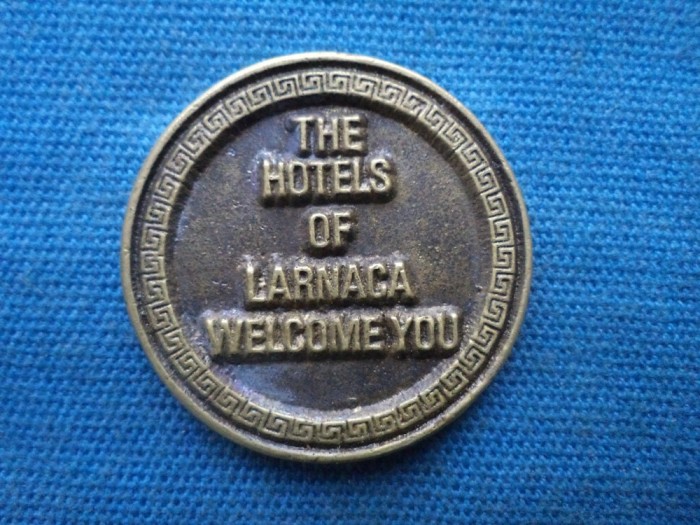 THE
HOTELS
OF
LARNACA
WELCOME YOU